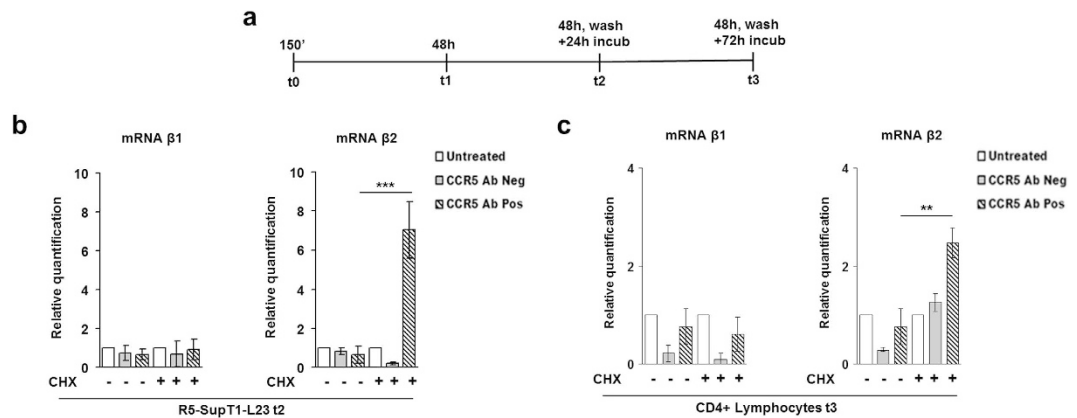 a
48h, wash 48h, wash
150' 48h +24h incub +72h incub
t0 t1 t2 t3
b
mRNA β1 mRNA β2
Untreated
CCR5 Ab Neg
CCR5 Ab Pos
***
Relative quantification
10
8
6
4
2
0
Relative quantification
10
8
6
4
2
0
CHX - - - + + + - - - + + +
R5-SupT1-L23 t2
c
mRNA β1 mRNA β2
Untreated
CCR5 Ab Neg
CCR5 Ab Pos
**
Relative quantification
4
2
0
Relative quantification
4
2
0
CHX - - - + + + - - - + + +
CD4+ Lymphocytes t3